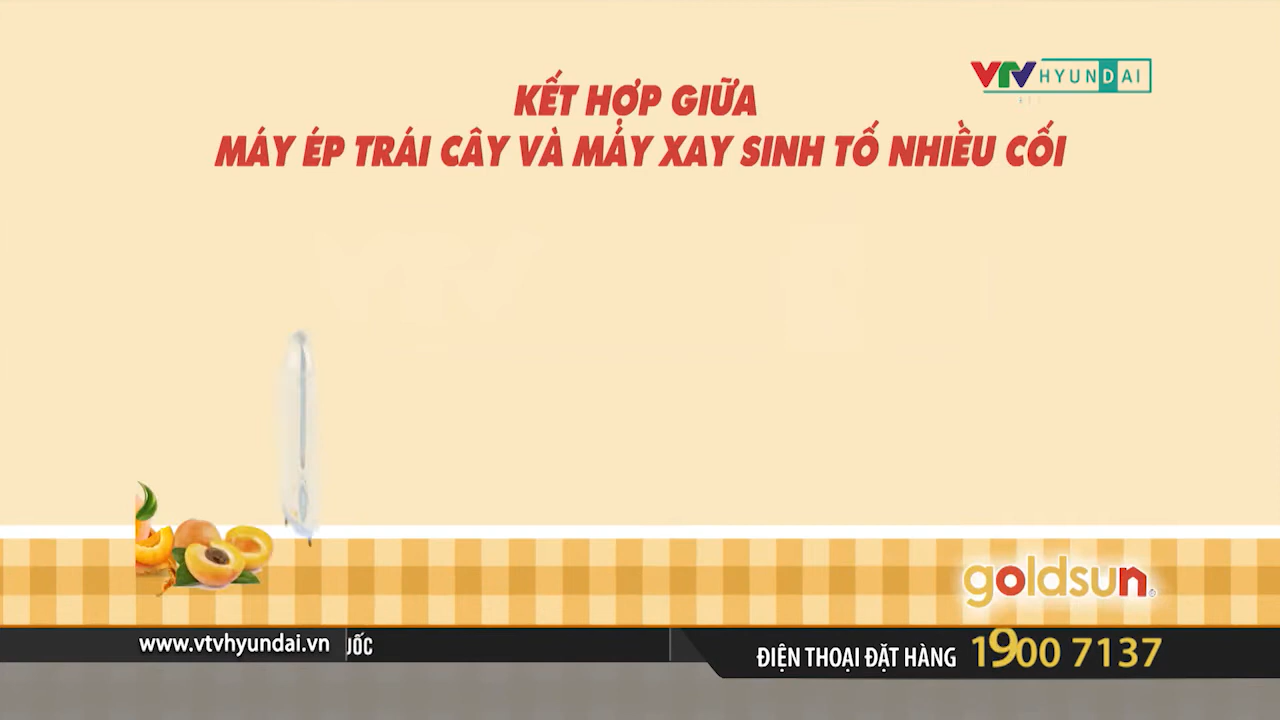 VTV HYUNDAI
KẾT HỢP GIỮA
MÁY ÉP TRÁI CÂY VÀ MÁY XAY SINH TỐ NHIỀU CỐI
goldsun
www.vtvhyundai.vn
ĐIỆN THOẠI ĐẶT HÀNG 1900 7137